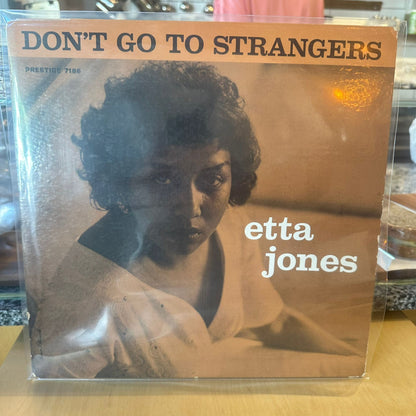 DON'T GO TO STRANGERS
PRESTIGE 7186
etta
jones